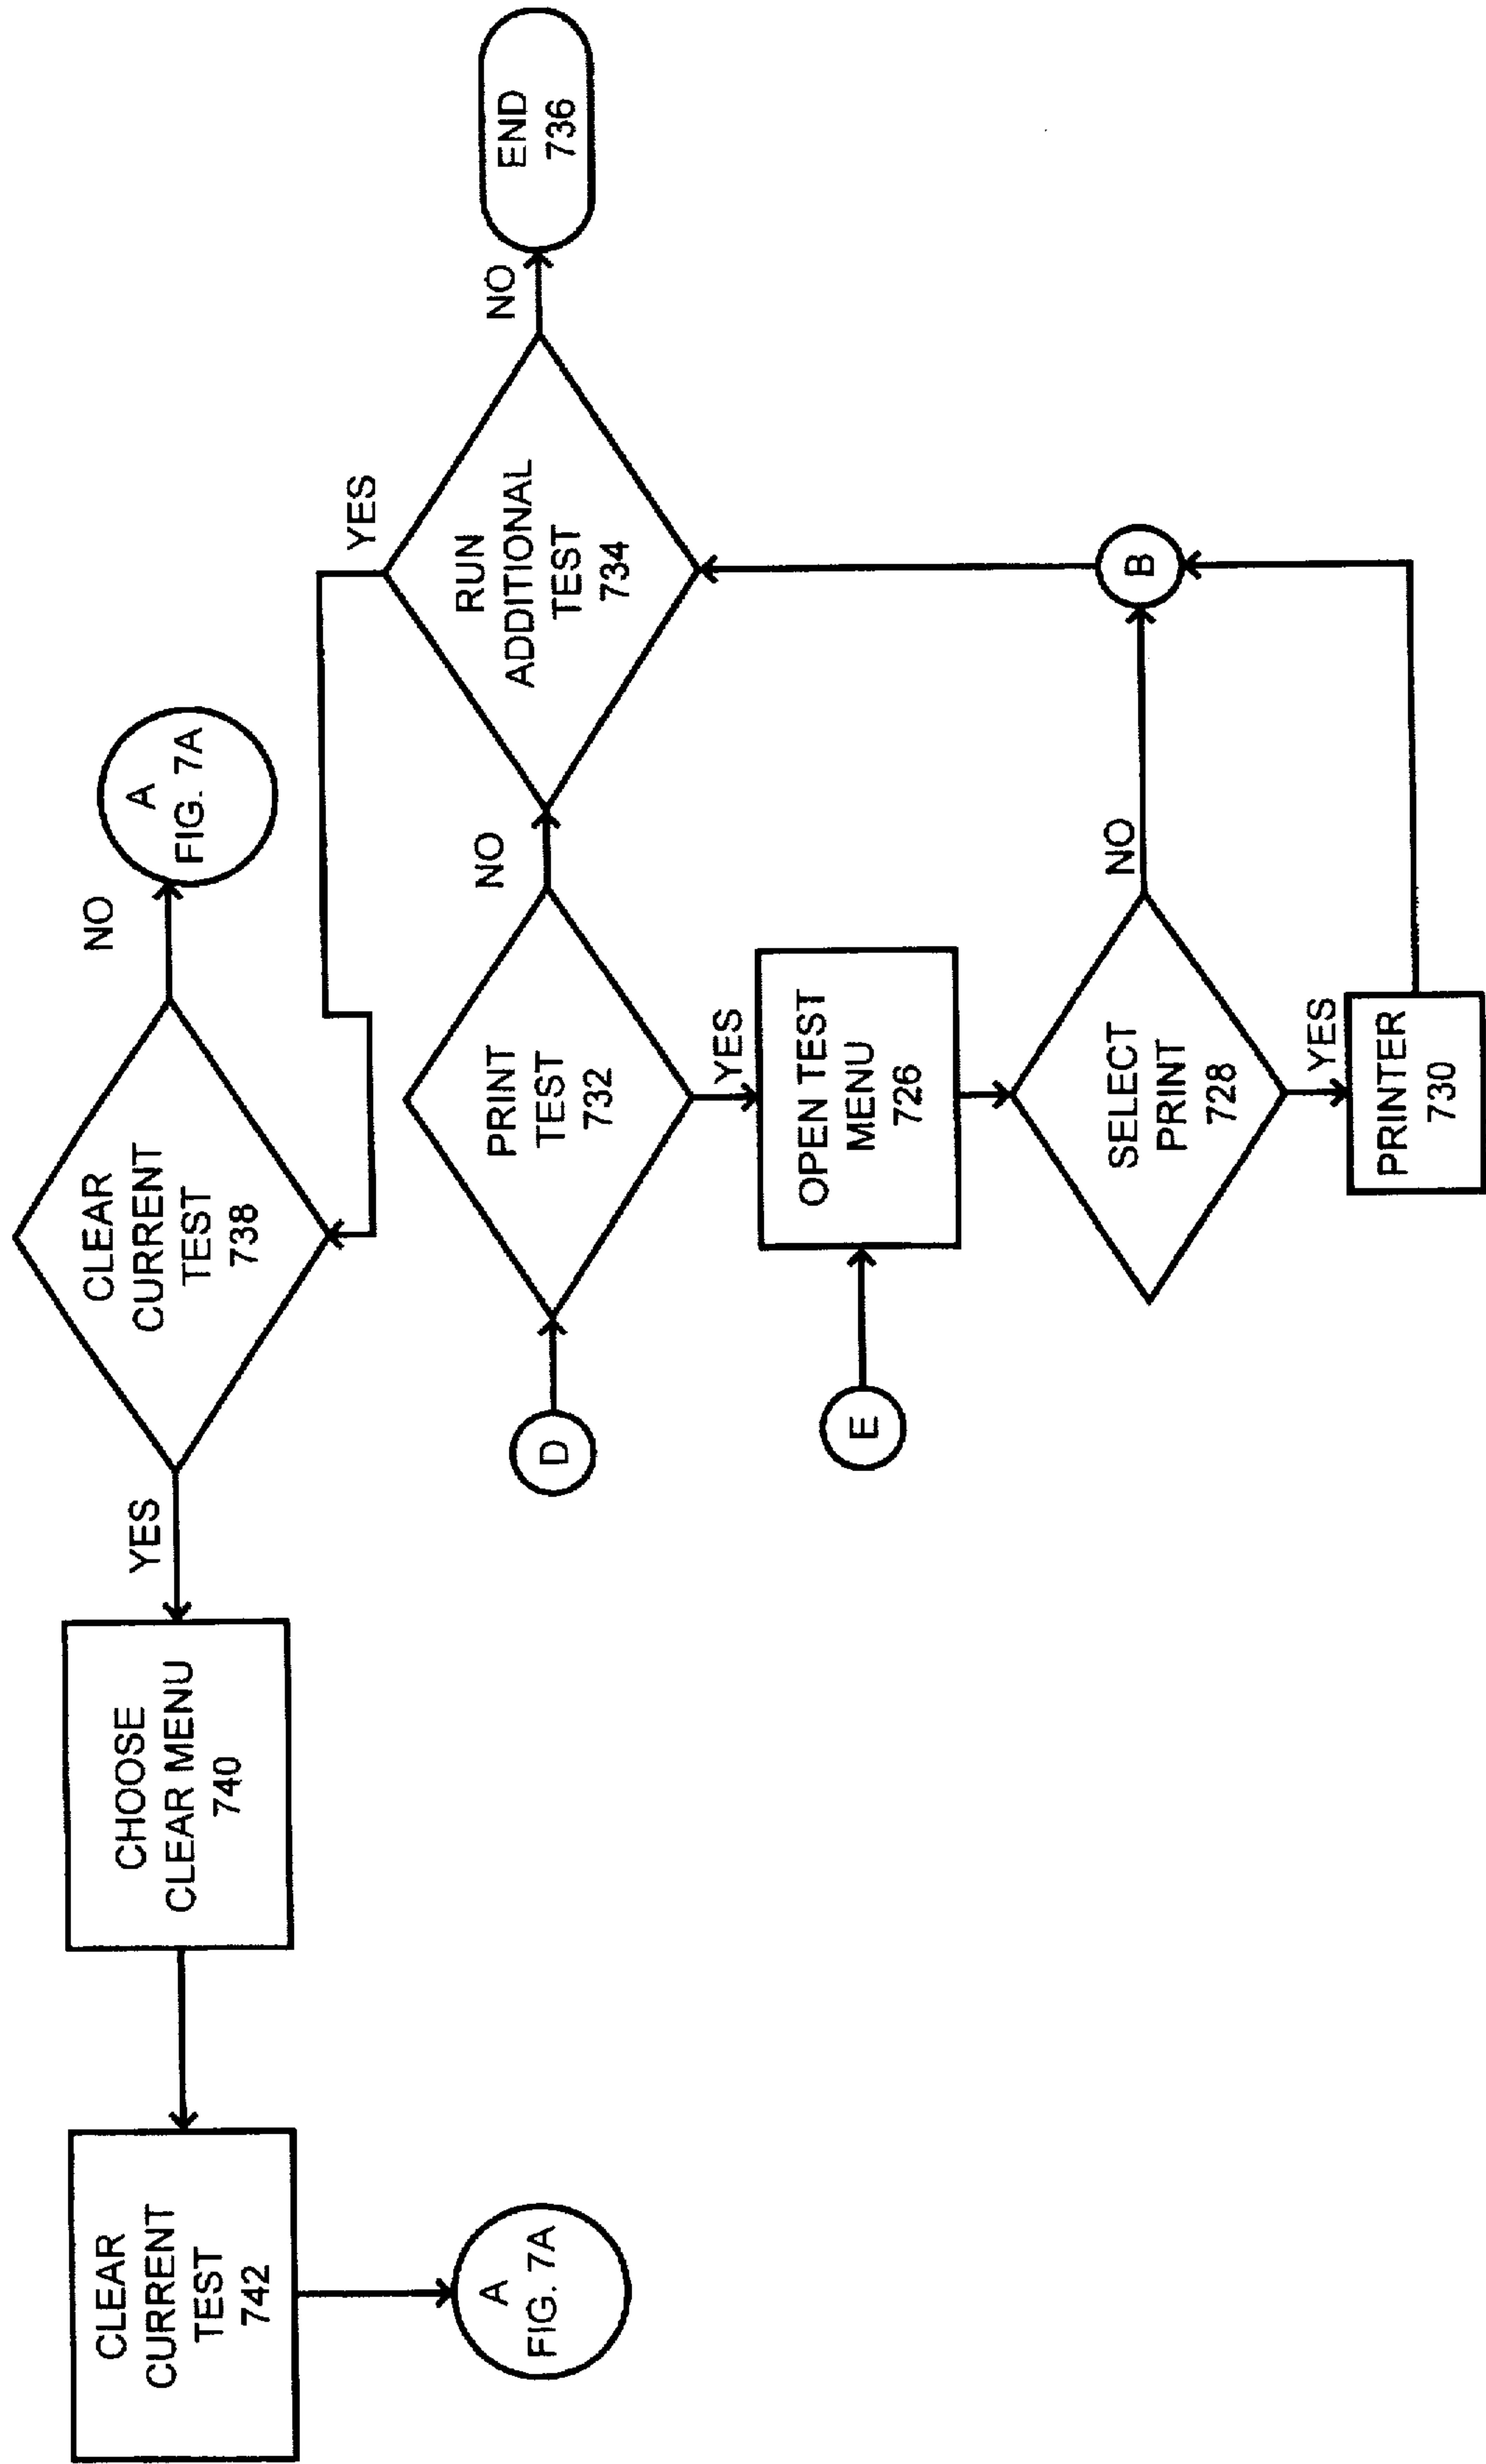 CLEAR
CURRENT
TEST
742
A
FIG. 7A
CHOOSE
CLEAR MENU
740
YES
CLEAR
CURRENT
TEST
738
NO
A
FIG. 7A
D
PRINT
TEST
732
NO
YES
RUN
ADDITIONAL
TEST
734
YES
NO
END
736
E
OPEN TEST
MENU
726
SELECT
PRINT
728
NO
B
YES
PRINTER
730